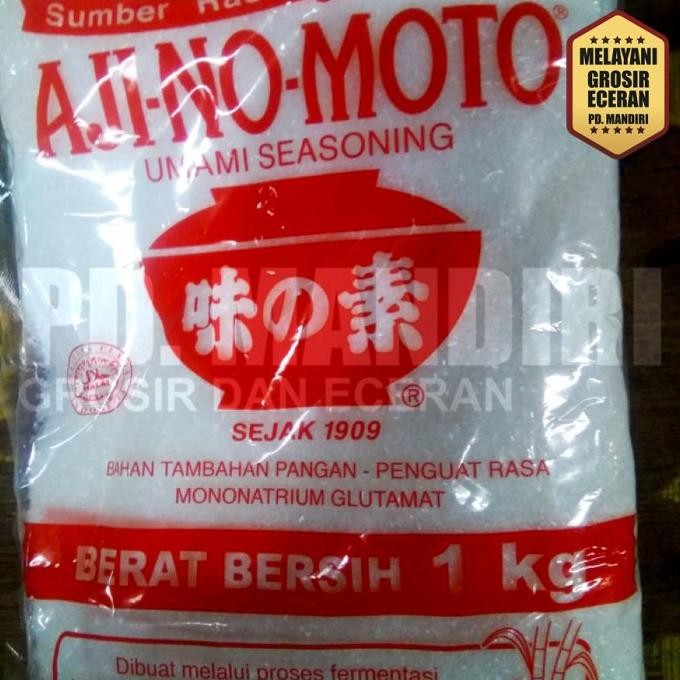 Sumber
AJI-NO-MOTO®
UMAMI SEASONING
味の素
®
SEJAK 1909
BAHAN TAMBAHAN PANGAN - PENGUAT RASA
MONONATRIUM GLUTAMAT
BERAT BERSIH 1 kg
Dibuat melalui proses fermentasi
MELAYANI
GROSIR
ECERAN
PD. MANDIRI
PD. MANDIRI
GROSIR DAN ECERAN